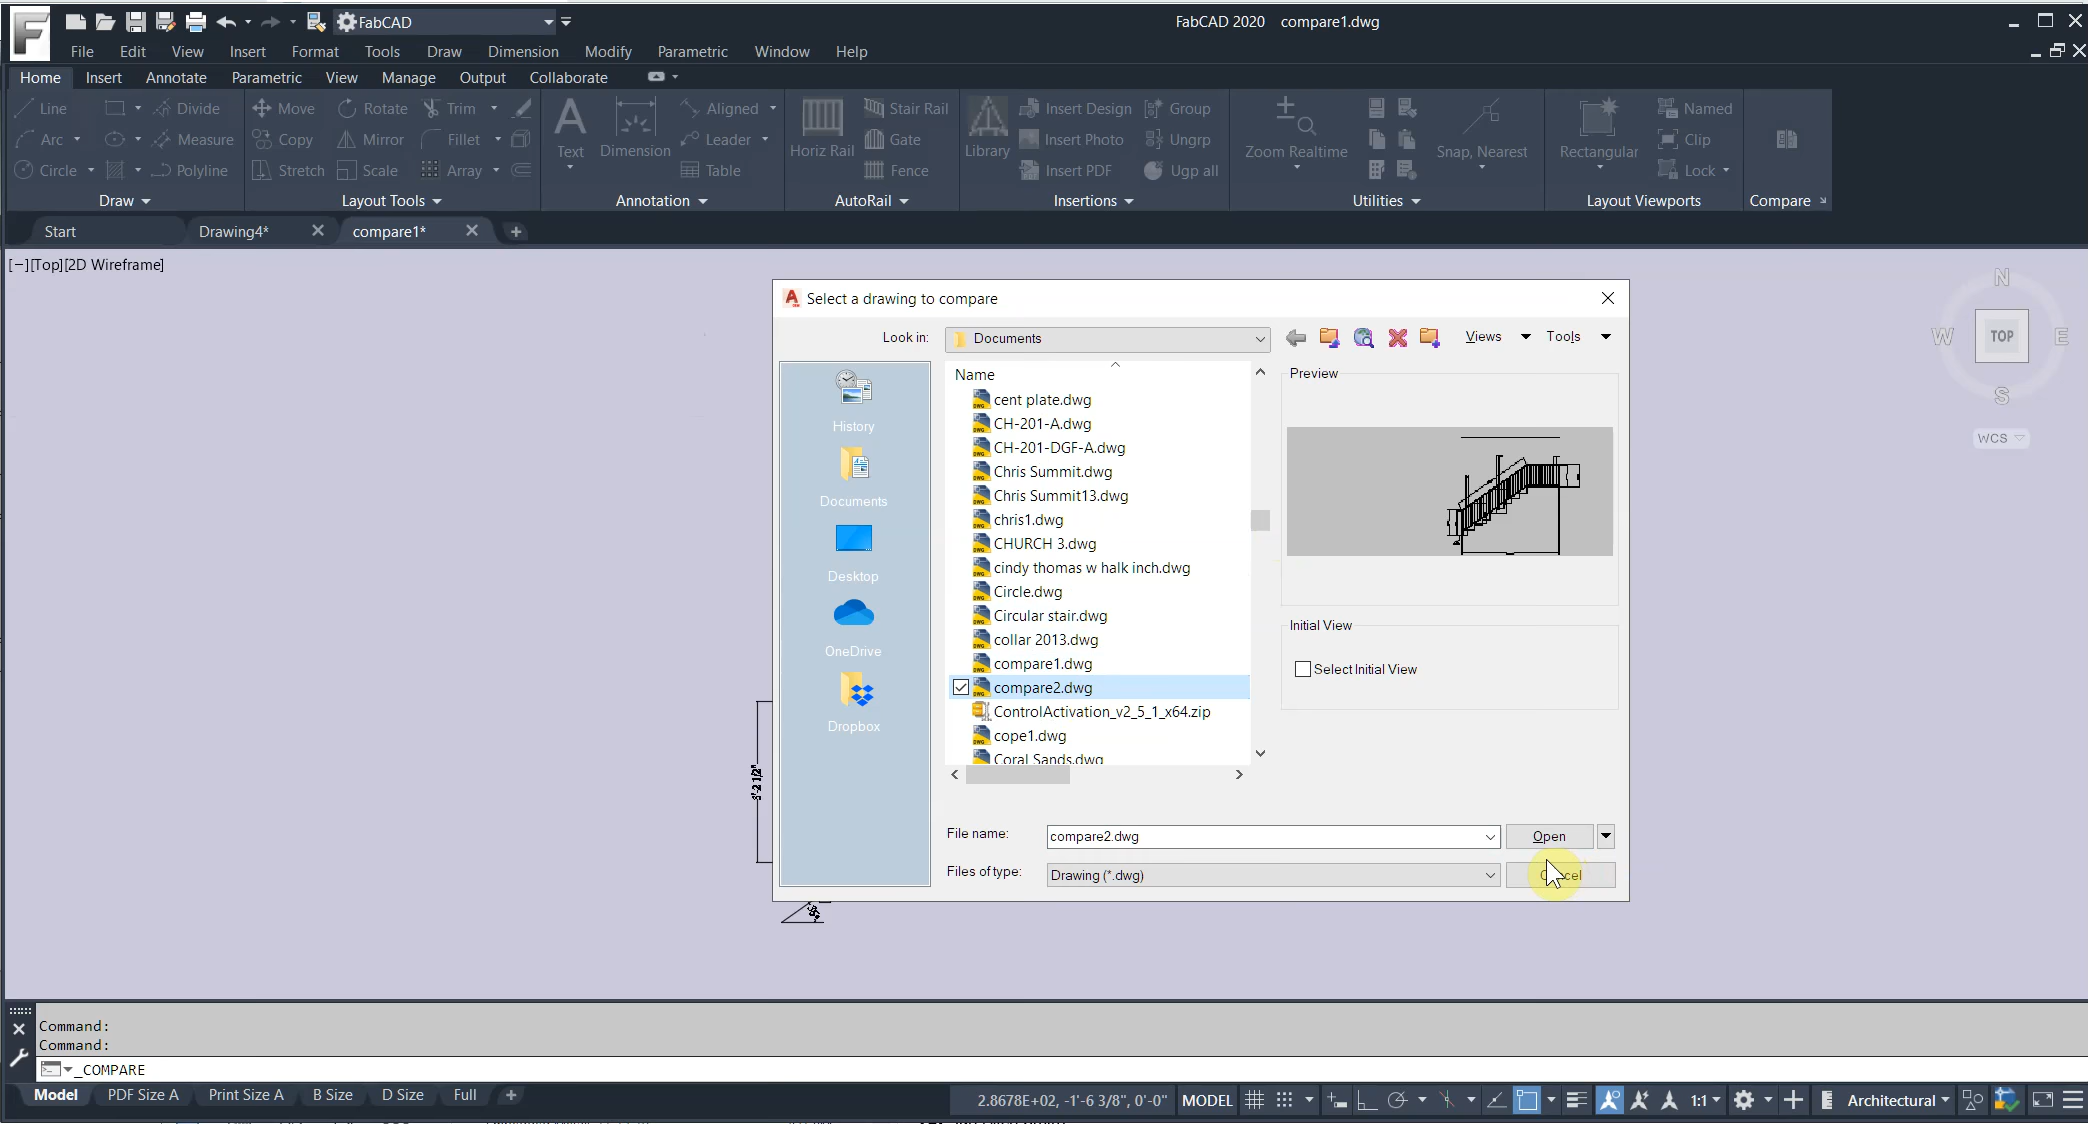 FabCAD
FabCAD 2020 compare1.dwg
File Edit View Insert Format Tools Draw Dimension Modify Parametric Window Help
Home Insert Annotate Parametric View Manage Output Collaborate
Line Divide Move Rotate Trim Aligned Stair Rail Insert Design Group Named
Arc Measure Copy Mirror Fillet Text Dimension Leader Horiz Rail Gate Library Insert Photo Ungrp Zoom Realtime Snap, Nearest Rectangular Clip
Circle Polyline Stretch Scale Array Table Fence Insert PDF Ugp all Lock
Draw Layout Tools Annotation AutoRail Insertions Utilities Layout Viewports Compare
Start Drawing4* compare1*
[−][Top][2D Wireframe]
N
W TOP E
S
WCS
Select a drawing to compare
Look in: Documents Views Tools
Name
Preview
cent plate.dwg
CH-201-A.dwg
CH-201-DGF-A.dwg
Chris Summit.dwg
Chris Summit13.dwg
chris1.dwg
CHURCH 3.dwg
cindy thomas w halk inch.dwg
Circle.dwg
Circular stair.dwg
collar 2013.dwg
compare1.dwg
compare2.dwg
ControlActivation_v2_5_1_x64.zip
cope1.dwg
Coral Sands.dwg
History
Documents
Desktop
OneDrive
Dropbox
Initial View
Select Initial View
File name: compare2.dwg Open
Files of type: Drawing (*.dwg)
Command:
Command:
_COMPARE
Model PDF Size A Print Size A B Size D Size Full
2.8678E+02, -1'-6 3/8", 0'-0" MODEL 1:1 Architectural